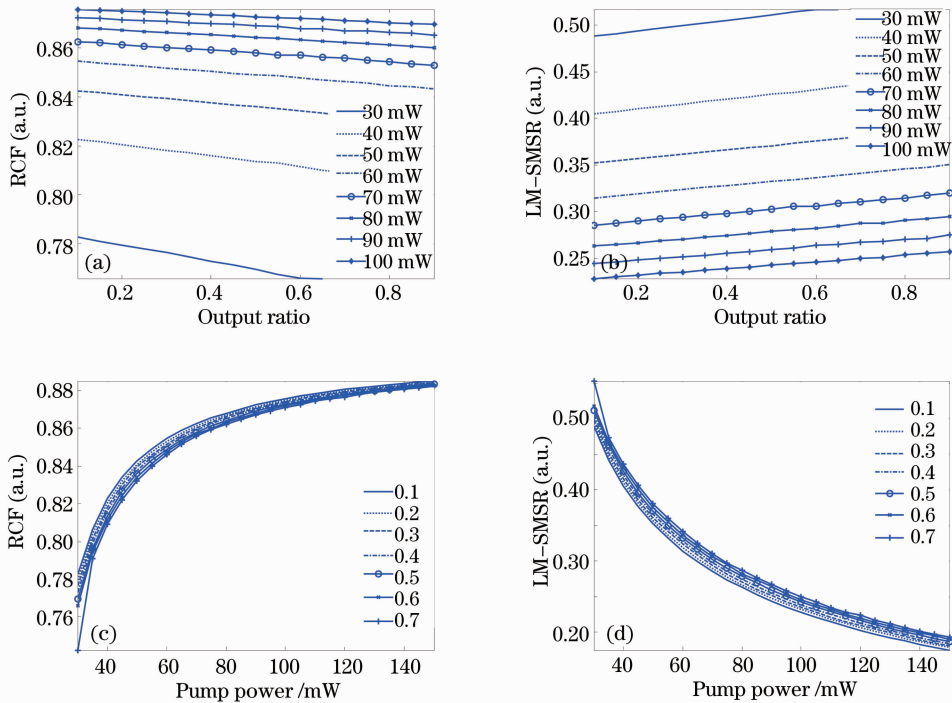 0.86
0.84
0.82
0.80
0.78
RCF (a.u.)
30 mW
40 mW
50 mW
60 mW
70 mW
80 mW
90 mW
100 mW
(a)
0.2
0.4
0.6
0.8
Output ratio
0.50
0.45
0.40
0.35
0.30
0.25
LM–SMSR (a.u.)
30 mW
40 mW
50 mW
60 mW
70 mW
80 mW
90 mW
100 mW
(b)
0.2
0.4
0.6
0.8
Output ratio
0.88
0.86
0.84
0.82
0.80
0.78
0.76
RCF (a.u.)
0.1
0.2
0.3
0.4
0.5
0.6
0.7
(c)
40
60
80
100
120
140
Pump power /mW
0.50
0.40
0.30
0.20
LM–SMSR (a.u.)
0.1
0.2
0.3
0.4
0.5
0.6
0.7
(d)
40
60
80
100
120
140
Pump power /mW